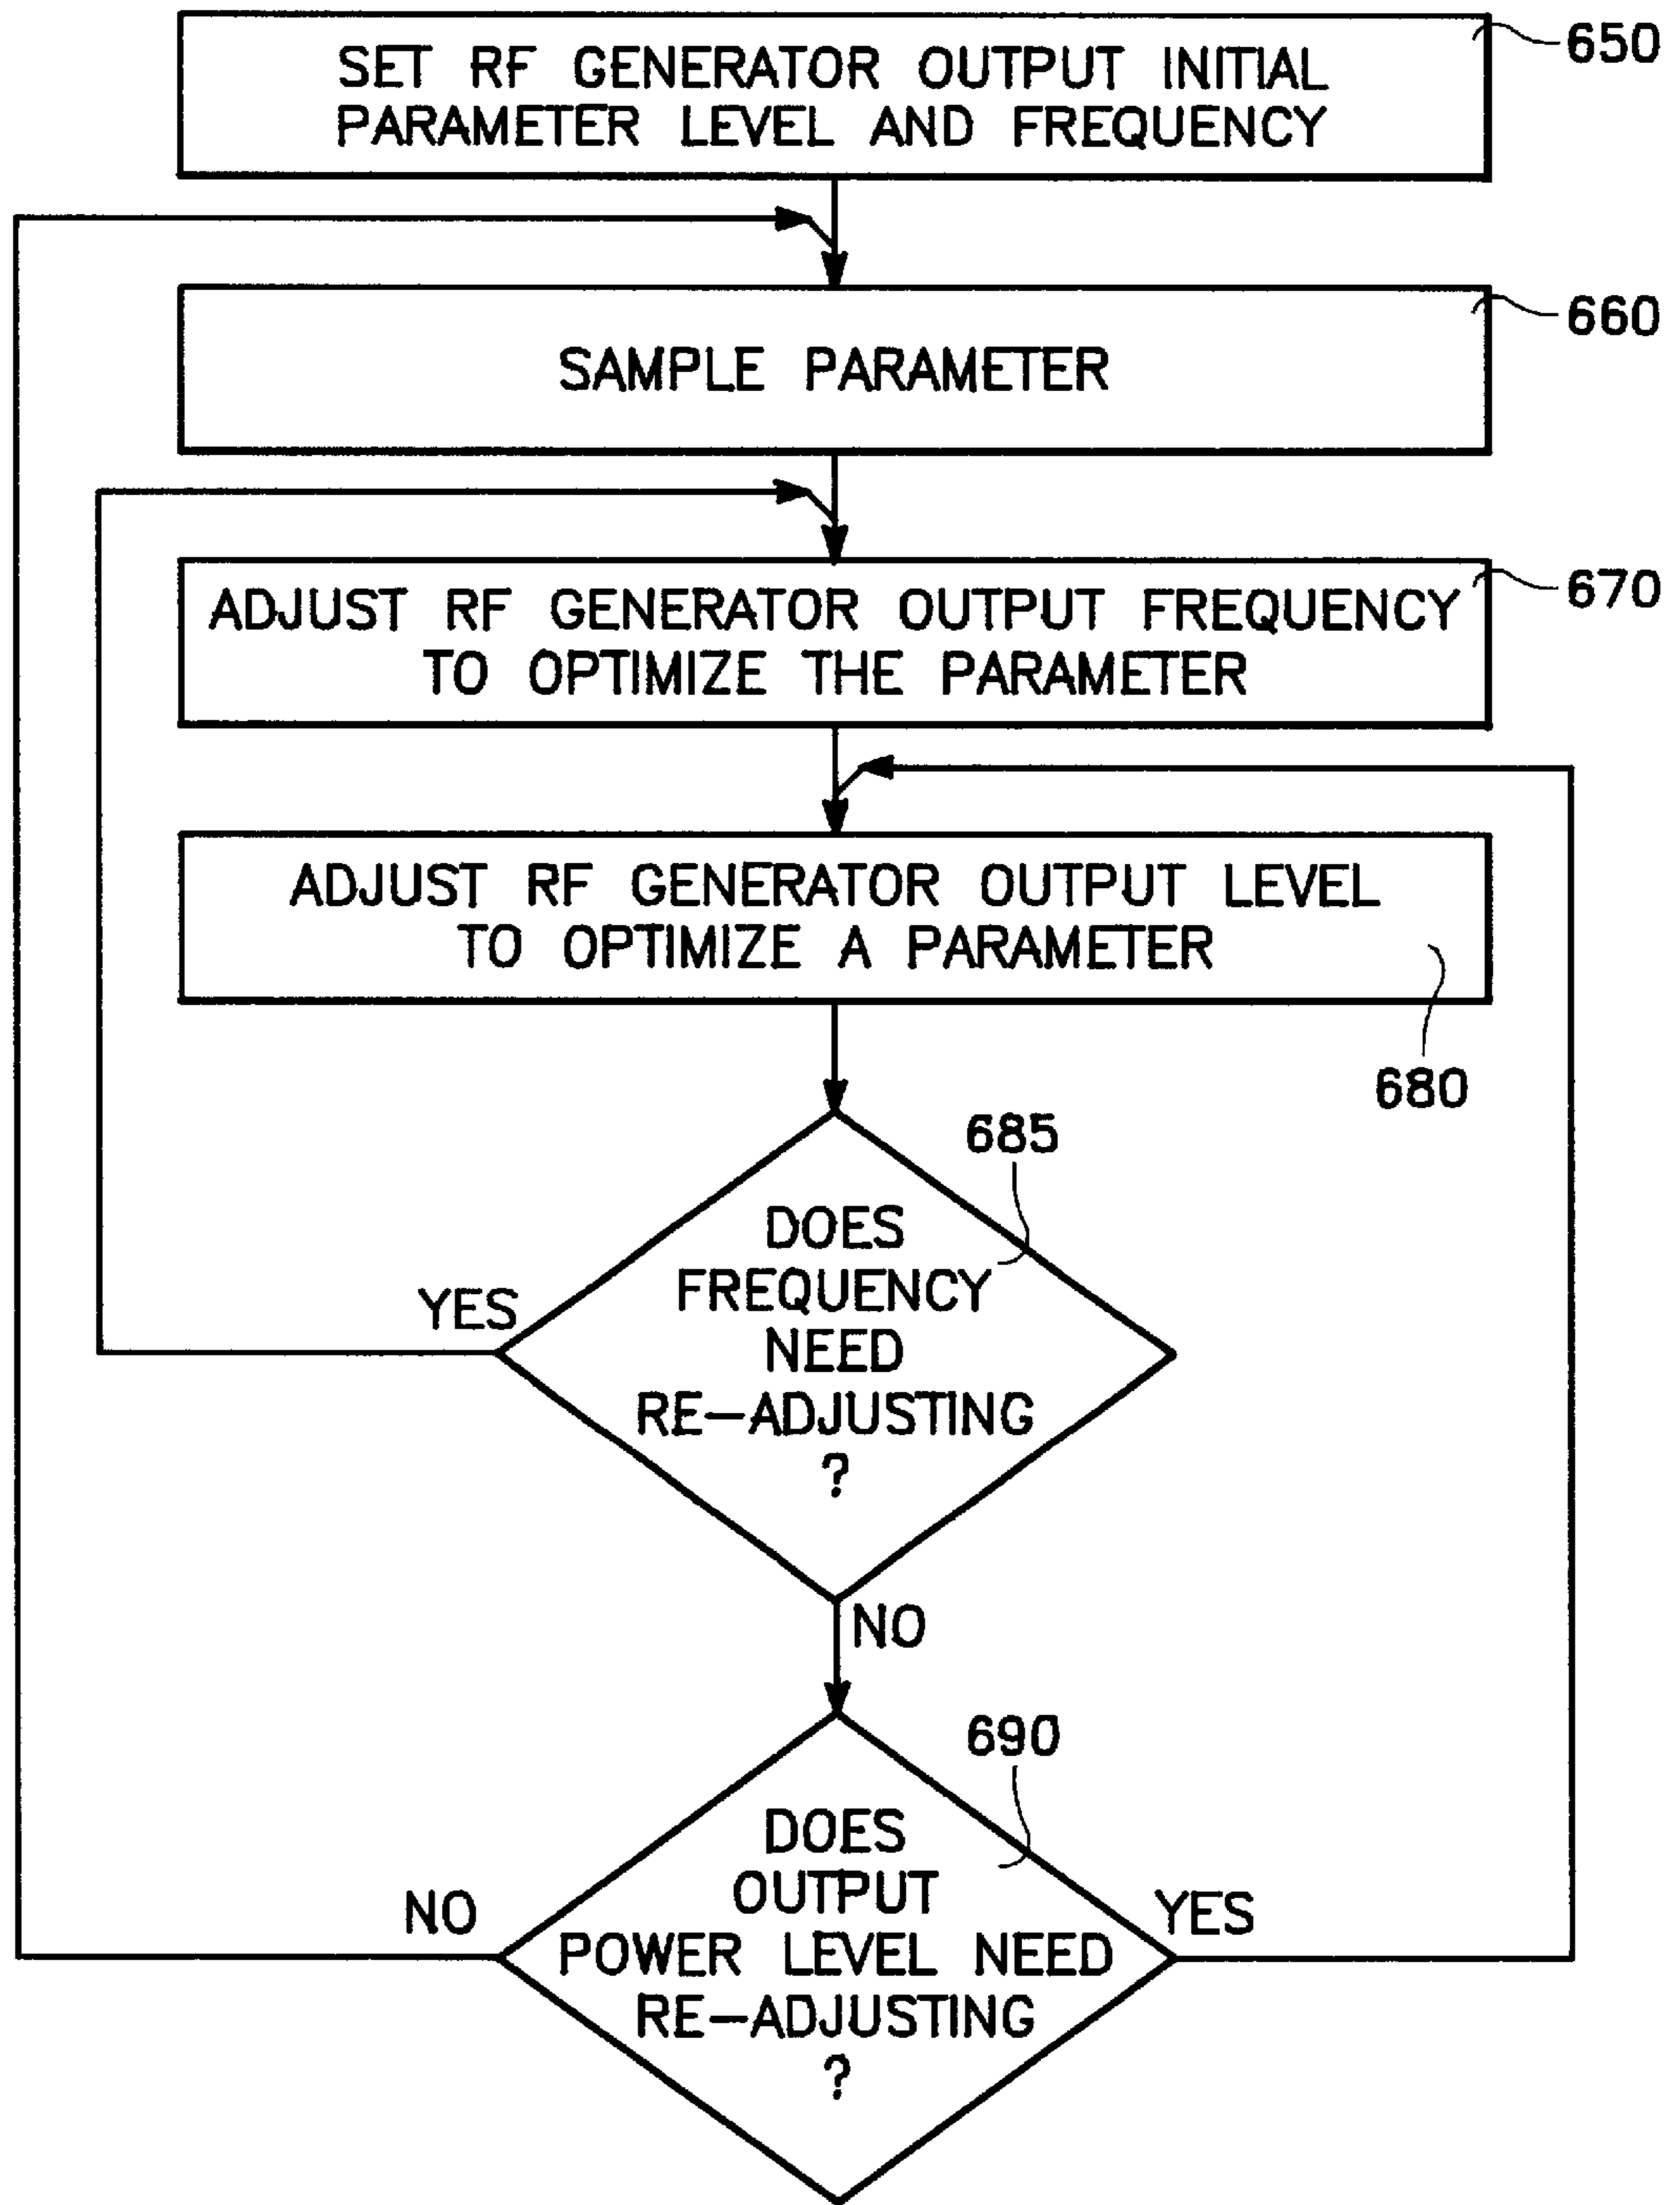 SET RF GENERATOR OUTPUT INITIAL
PARAMETER LEVEL AND FREQUENCY
650
SAMPLE PARAMETER
660
ADJUST RF GENERATOR OUTPUT FREQUENCY
TO OPTIMIZE THE PARAMETER
670
ADJUST RF GENERATOR OUTPUT LEVEL
TO OPTIMIZE A PARAMETER
680
685
DOES
FREQUENCY
NEED
RE-ADJUSTING
?
YES
NO
690
DOES
OUTPUT
POWER LEVEL NEED
RE-ADJUSTING
?
NO
YES